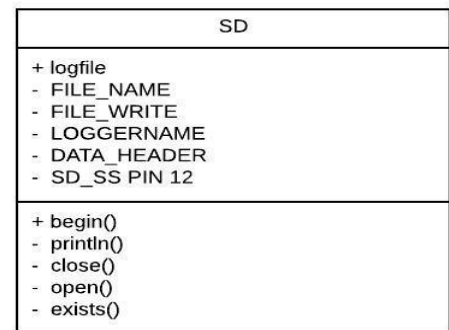 SD
+ logfile
- FILE_NAME
- FILE_WRITE
- LOGGERNAME
- DATA_HEADER
- SD_SS PIN 12
+ begin()
- println()
- close()
- open()
- exists()